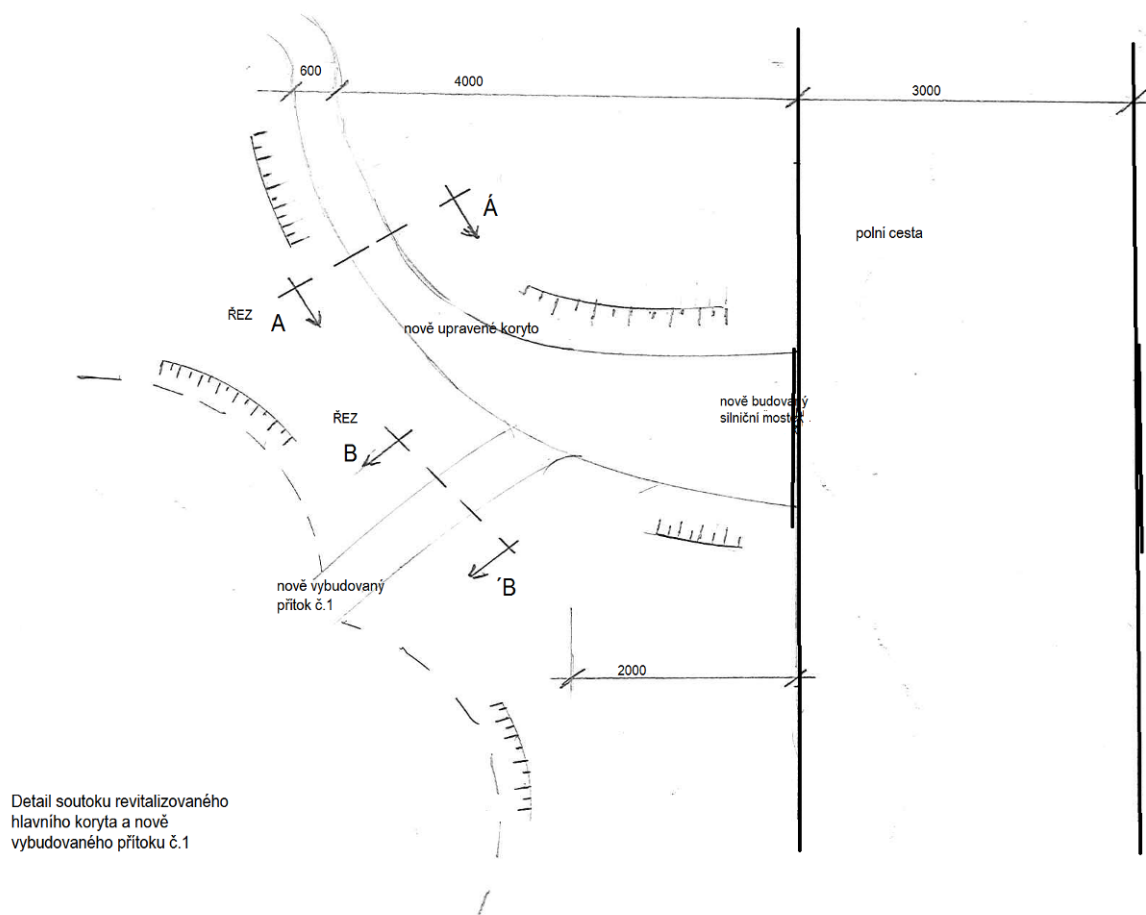 600
4000
3000
Á
polní cesta
ŘEZ
A
nově upravené koryto
nově budovaný
silniční mostek
ŘEZ
B
nově vybudovaný
přítok č.1
´B
2000
Detail soutoku revitalizovaného
hlavního koryta a nově
vybudovaného přítoku č.1